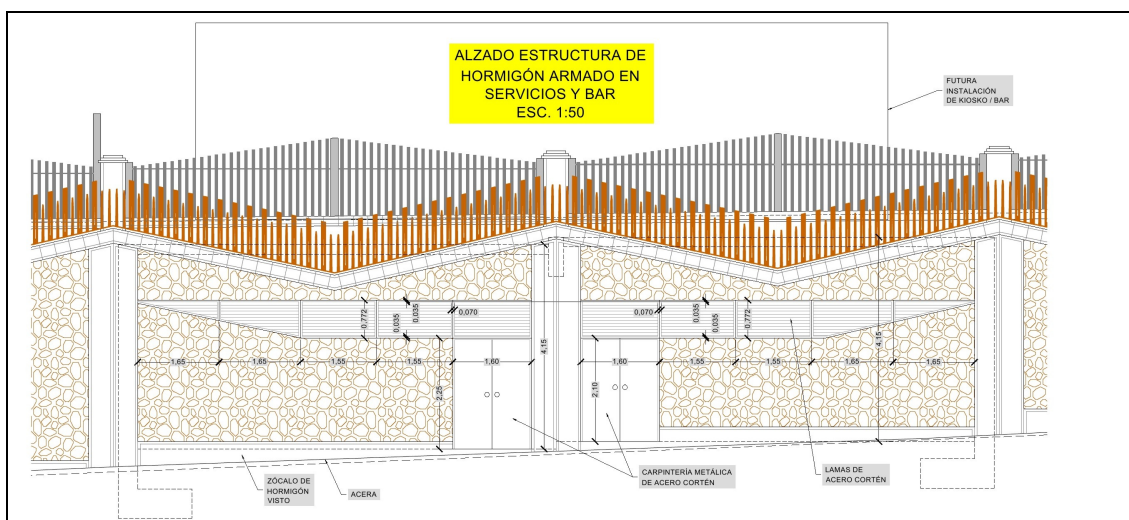 ALZADO ESTRUCTURA DE
HORMIGÓN ARMADO EN
SERVICIOS Y BAR
ESC. 1:50
FUTURA
INSTALACIÓN
DE KIOSKO / BAR
0,772
0,035
0,035
0,070
4,15
0,070
0,035
0,035
0,772
4,15
1,65
1,65
1,55
1,55
1,60
1,60
1,55
1,55
1,65
1,65
2,25
2,10
ZÓCALO DE
HORMIGÓN
VISTO
ACERA
CARPINTERÍA METÁLICA
DE ACERO CORTÉN
LAMAS DE
ACERO CORTÉN